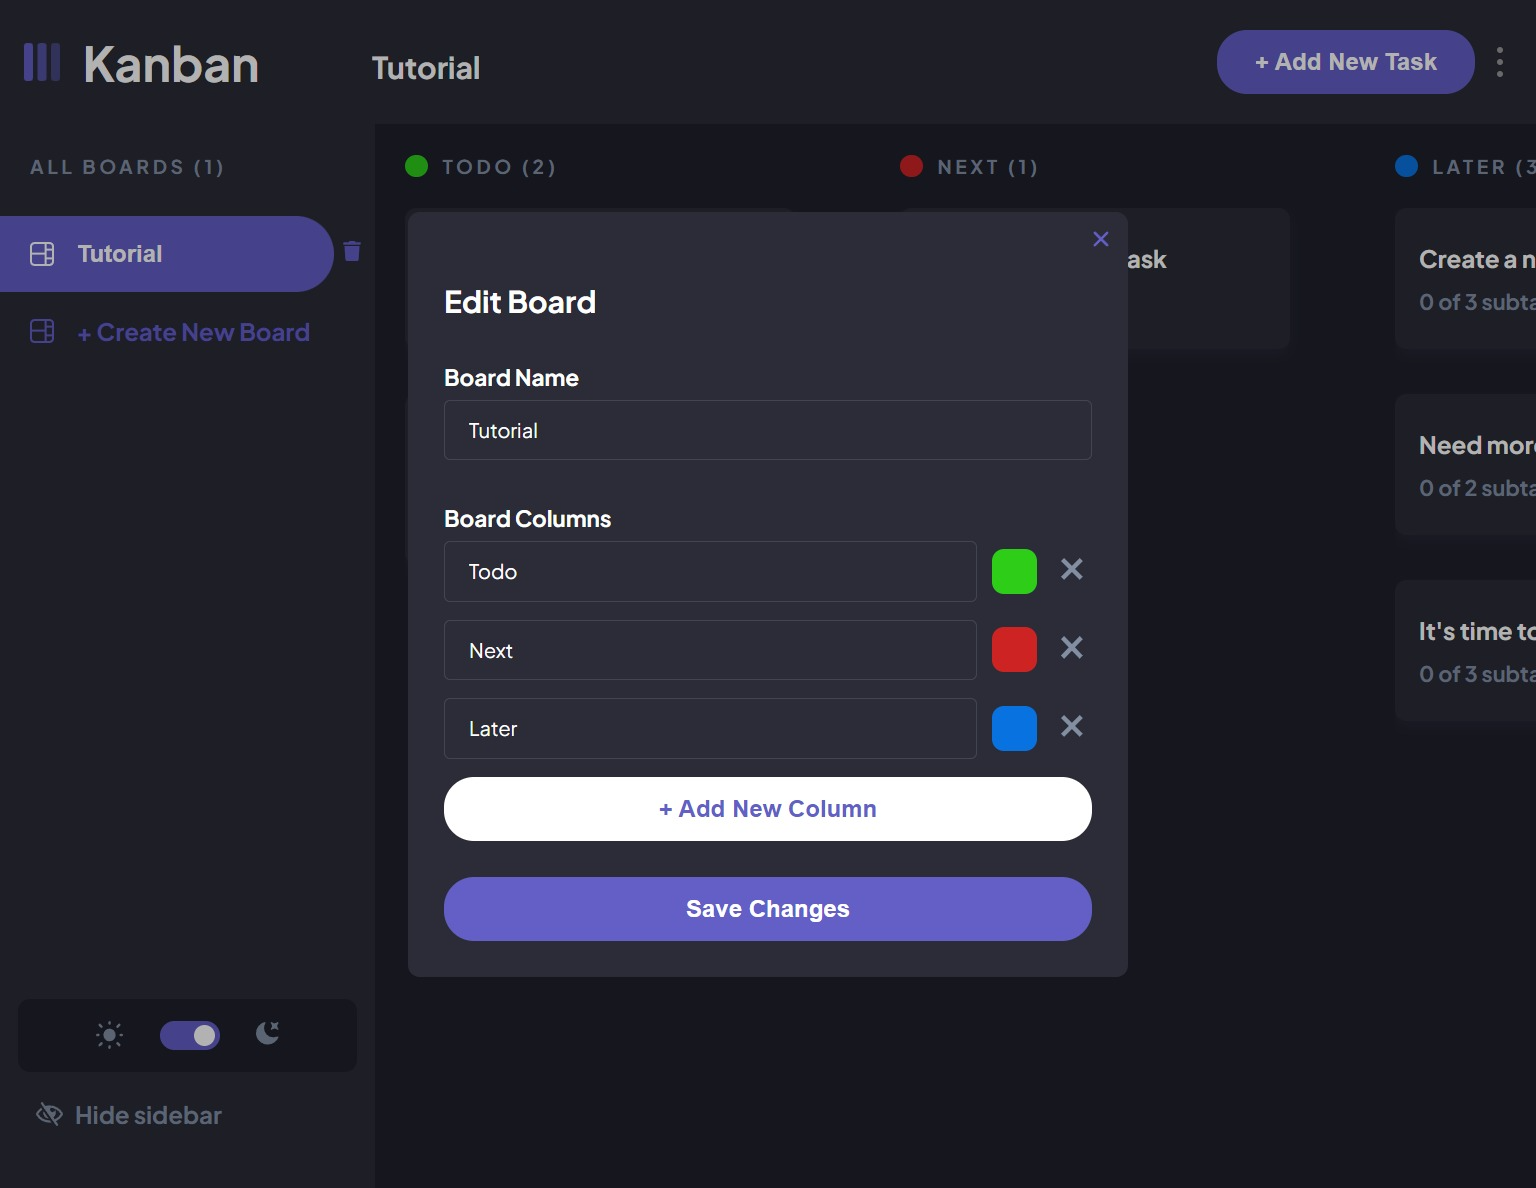 Kanban
Tutorial
+ Add New Task
ALL BOARDS (1)
Tutorial
+ Create New Board
Hide sidebar
TODO (2)
NEXT (1)
LATER (3
ask
Create a n
0 of 3 subta
Need more
0 of 2 subta
It's time to
0 of 3 subta
Edit Board
Board Name
Tutorial
Board Columns
Todo
Next
Later
+ Add New Column
Save Changes